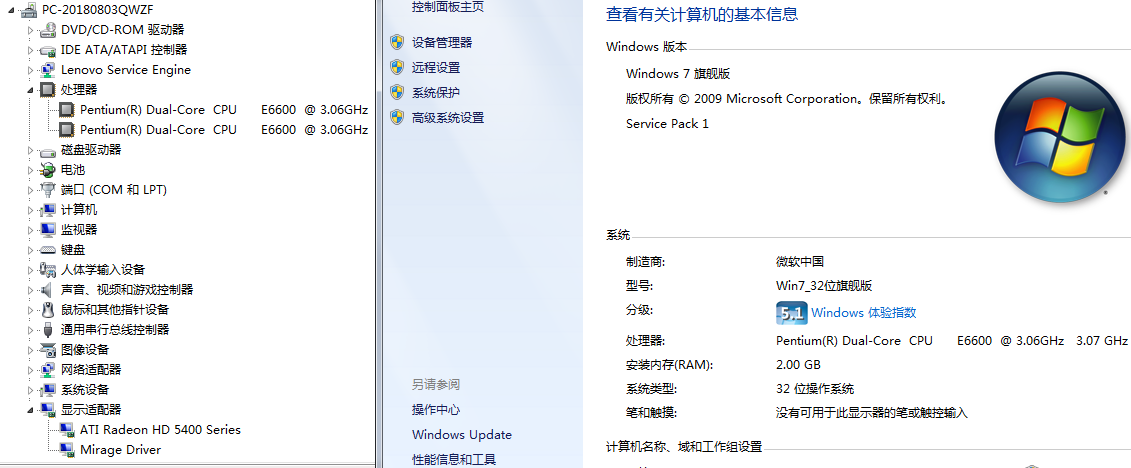 PC-20180803QWZF
DVD/CD-ROM 驱动器
IDE ATA/ATAPI 控制器
Lenovo Service Engine
处理器
Pentium(R) Dual-Core CPU E6600 @ 3.06GHz
Pentium(R) Dual-Core CPU E6600 @ 3.06GHz
磁盘驱动器
电池
端口 (COM 和 LPT)
计算机
监视器
键盘
人体学输入设备
声音、视频和游戏控制器
鼠标和其他指针设备
通用串行总线控制器
图像设备
网络适配器
系统设备
显示适配器
ATI Radeon HD 5400 Series
Mirage Driver
控制面板主页
设备管理器
远程设置
系统保护
高级系统设置
另请参阅
操作中心
Windows Update
性能信息和工具
查看有关计算机的基本信息
Windows 版本
Windows 7 旗舰版
版权所有 © 2009 Microsoft Corporation。保留所有权利。
Service Pack 1
系统
制造商: 微软中国
型号: Win7_32位旗舰版
分级: 5.1 Windows 体验指数
处理器: Pentium(R) Dual-Core CPU E6600 @ 3.06GHz 3.07 GHz
安装内存(RAM): 2.00 GB
系统类型: 32 位操作系统
笔和触摸: 没有可用于此显示器的笔或触控输入
计算机名称、域和工作组设置